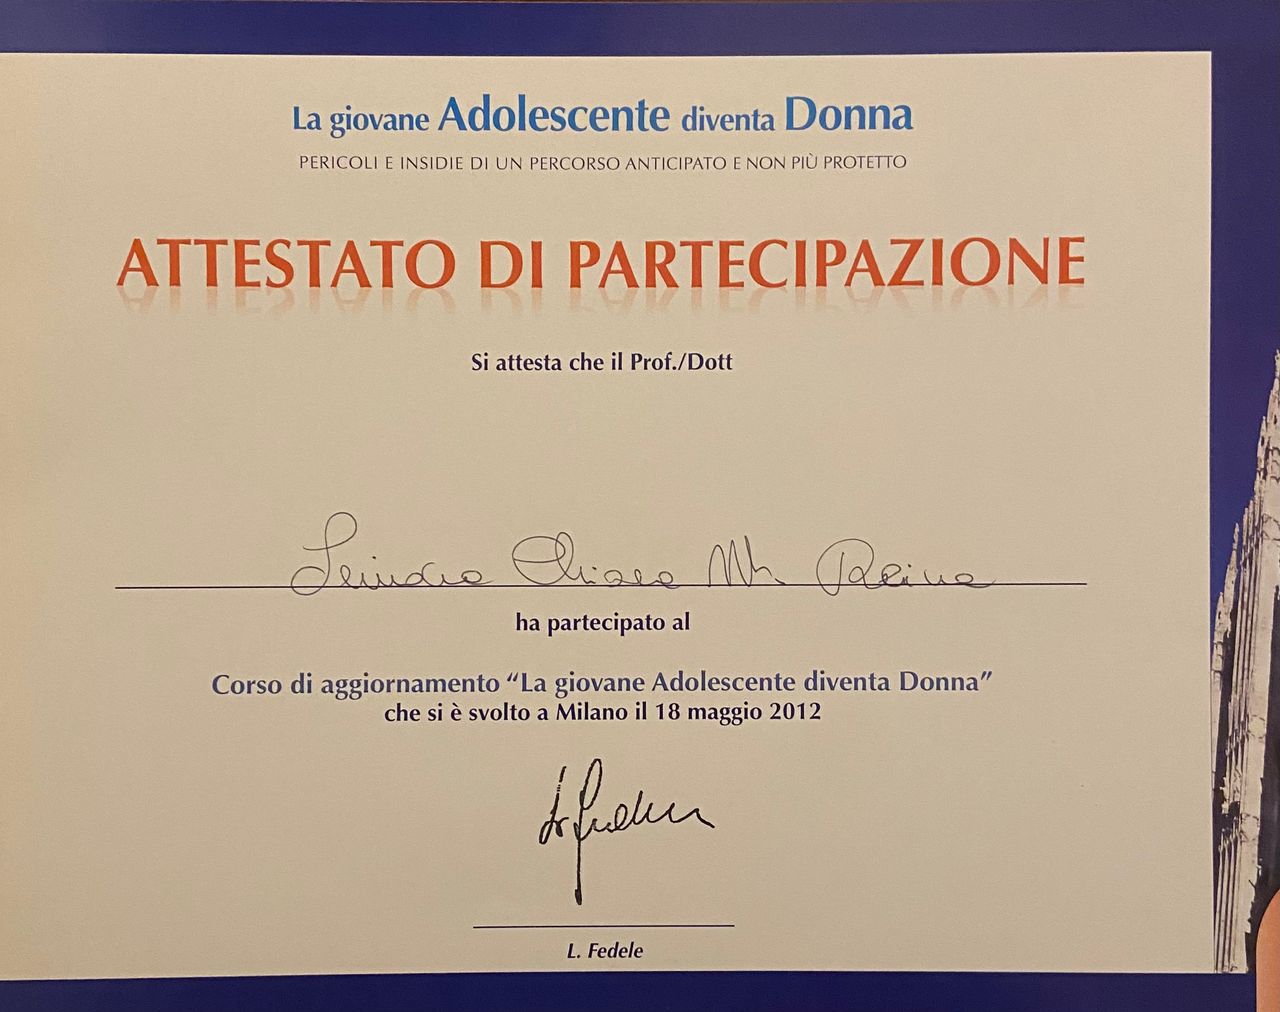 La giovane Adolescente diventa Donna
PERICOLI E INSIDIE DI UN PERCORSO ANTICIPATO E NON PIÙ PROTETTO
ATTESTATO DI PARTECIPAZIONE
Si attesta che il Prof./Dott
Chiara
ha partecipato al
Corso di aggiornamento “La giovane Adolescente diventa Donna”
che si è svolto a Milano il 18 maggio 2012
L. Fedele